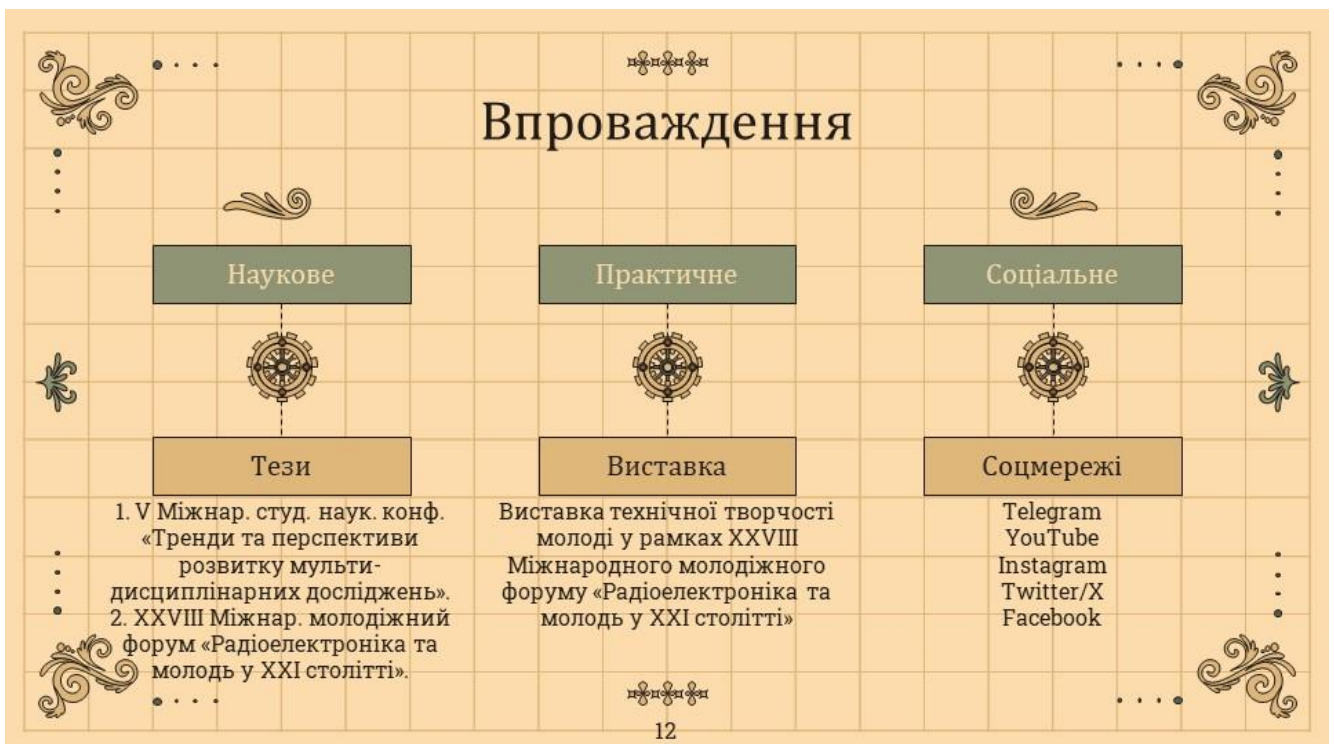 Впроваждення
Наукове
Тези
1. V Міжнар. студ. наук. конф.
«Тренди та перспективи
розвитку мульти-
дисциплінарних досліджень».
2. XXVIII Міжнар. молодіжний
форум «Радіоелектроніка та
молодь у XXI столітті».
Практичне
Виставка
Виставка технічної творчості
молоді у рамках XXVIII
Міжнародного молодіжного
форуму «Радіоелектроніка та
молодь у XXI столітті»
Соціальне
Соцмережі
Telegram
YouTube
Instagram
Twitter/X
Facebook
12